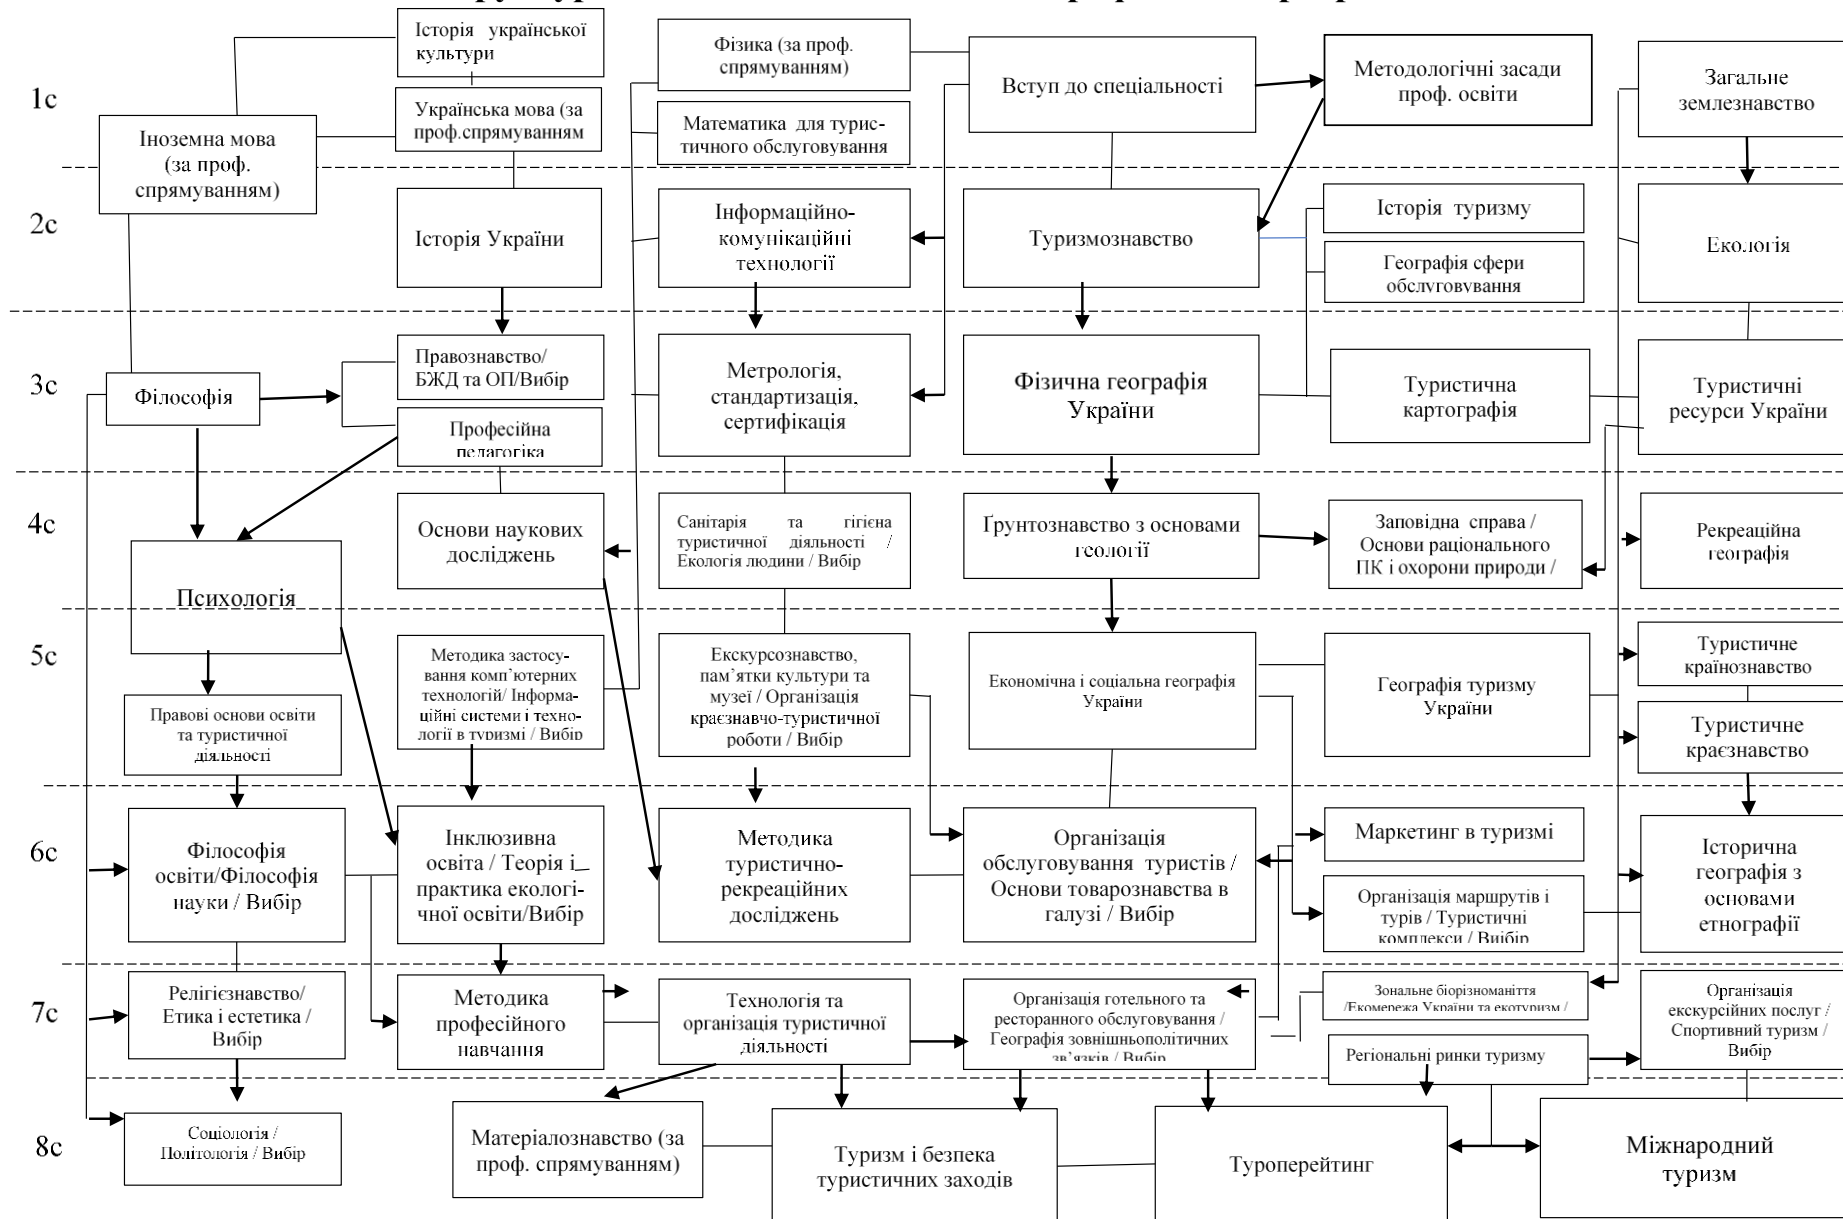 1с
Історія української
культури
Українська мова (за
проф.спрямуванням
Іноземна мова
(за проф.
спрямуванням)
Фізика (за проф.
спрямуванням)
Математика для турис-
тичного обслуговування
Вступ до спеціальності
Методологічні засади
проф. освіти
Загальне
землезнавство
2с
Історія України
Інформаційно-
комунікаційні
технології
Туризмознавство
Історія туризму
Географія сфери
обслуговування
Екологія
3с
Філософія
Правознавство/
БЖД та ОП/Вибір
Професійна
педагогіка
Метрологія,
стандартизація,
сертифікація
Фізична географія
України
Туристична
картографія
Туристичні
ресурси України
4с
Психологія
Основи наукових
досліджень
Санітарія та гігієна
туристичної діяльності /
Екологія людини / Вибір
Ґрунтознавство з основами
геології
Заповідна справа /
Основи раціонального
ПК і охорони природи /
Рекреаційна
географія
5с
Правові основи освіти
та туристичної
діяльності
Методика застосу-
вання комп’ютерних
технологій/ Інформа-
ційні системи і техно-
логії в туризмі / Вибір
Екскурсознавство,
пам’ятки культури та
музеї / Організація
краєзнавчо-туристичної
роботи / Вибір
Економічна і соціальна географія
України
Географія туризму
України
Туристичне
країнознавство
Туристичне
краєзнавство
6с
Філософія
освіти/Філософія
науки / Вибір
Інклюзивна
освіта / Теорія і
практика екологі-
чної освіти/Вибір
Методика
туристично-
рекреаційних
досліджень
Організація
обслуговування туристів /
Основи товарознавства в
галузі / Вибір
Маркетинг в туризмі
Організація маршрутів і
турів / Туристичні
комплекси / Виібір
Історична
географія з
основами
етнографії
7с
Релігієзнавство/
Етика і естетика /
Вибір
Методика
професійного
навчання
Технологія та
організація туристичної
діяльності
Організація готельного та
ресторанного обслуговування /
Географія зовнішньополітичних
зв’язків / Вибір
Зональне біорізноманіття
/Екомережа України та екотуризм /
Регіональні ринки туризму
Організація
екскурсійних послуг /
Спортивний туризм /
Вибір
8с
Соціологія /
Політологія / Вибір
Матеріалознавство (за
проф. спрямуванням)
Туризм і безпека
туристичних заходів
Туроперейтинг
Міжнародний
туризм